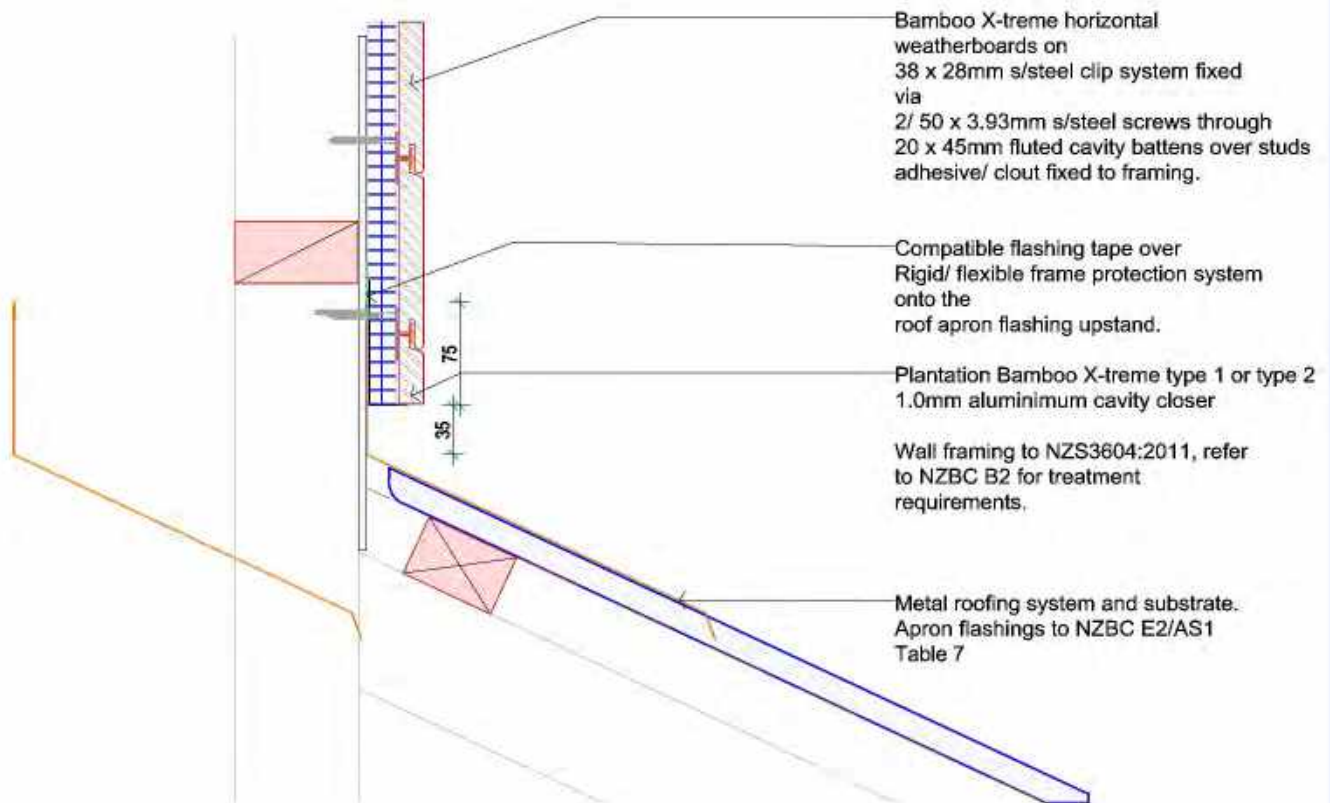 Bamboo X-treme horizontal
weatherboards on
38 x 28mm s/steel clip system fixed
via
2/ 50 x 3.93mm s/steel screws through
20 x 45mm fluted cavity battens over studs
adhesive/ clout fixed to framing.
Compatible flashing tape over
Rigid/ flexible frame protection system
onto the
roof apron flashing upstand.
75
Plantation Bamboo X-treme type 1 or type 2
1.0mm aluminimum cavity closer
35
Wall framing to NZS3604:2011, refer
to NZBC B2 for treatment
requirements.
Metal roofing system and substrate.
Apron flashings to NZBC E2/AS1
Table 7